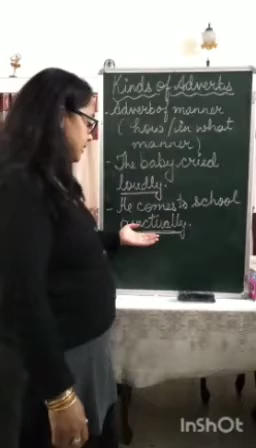 Kinds of Adverbs
- Adverb of manner
( how / in what
manner )
- The baby cried
loudly.
- He comes to school
punctually.
InShOt